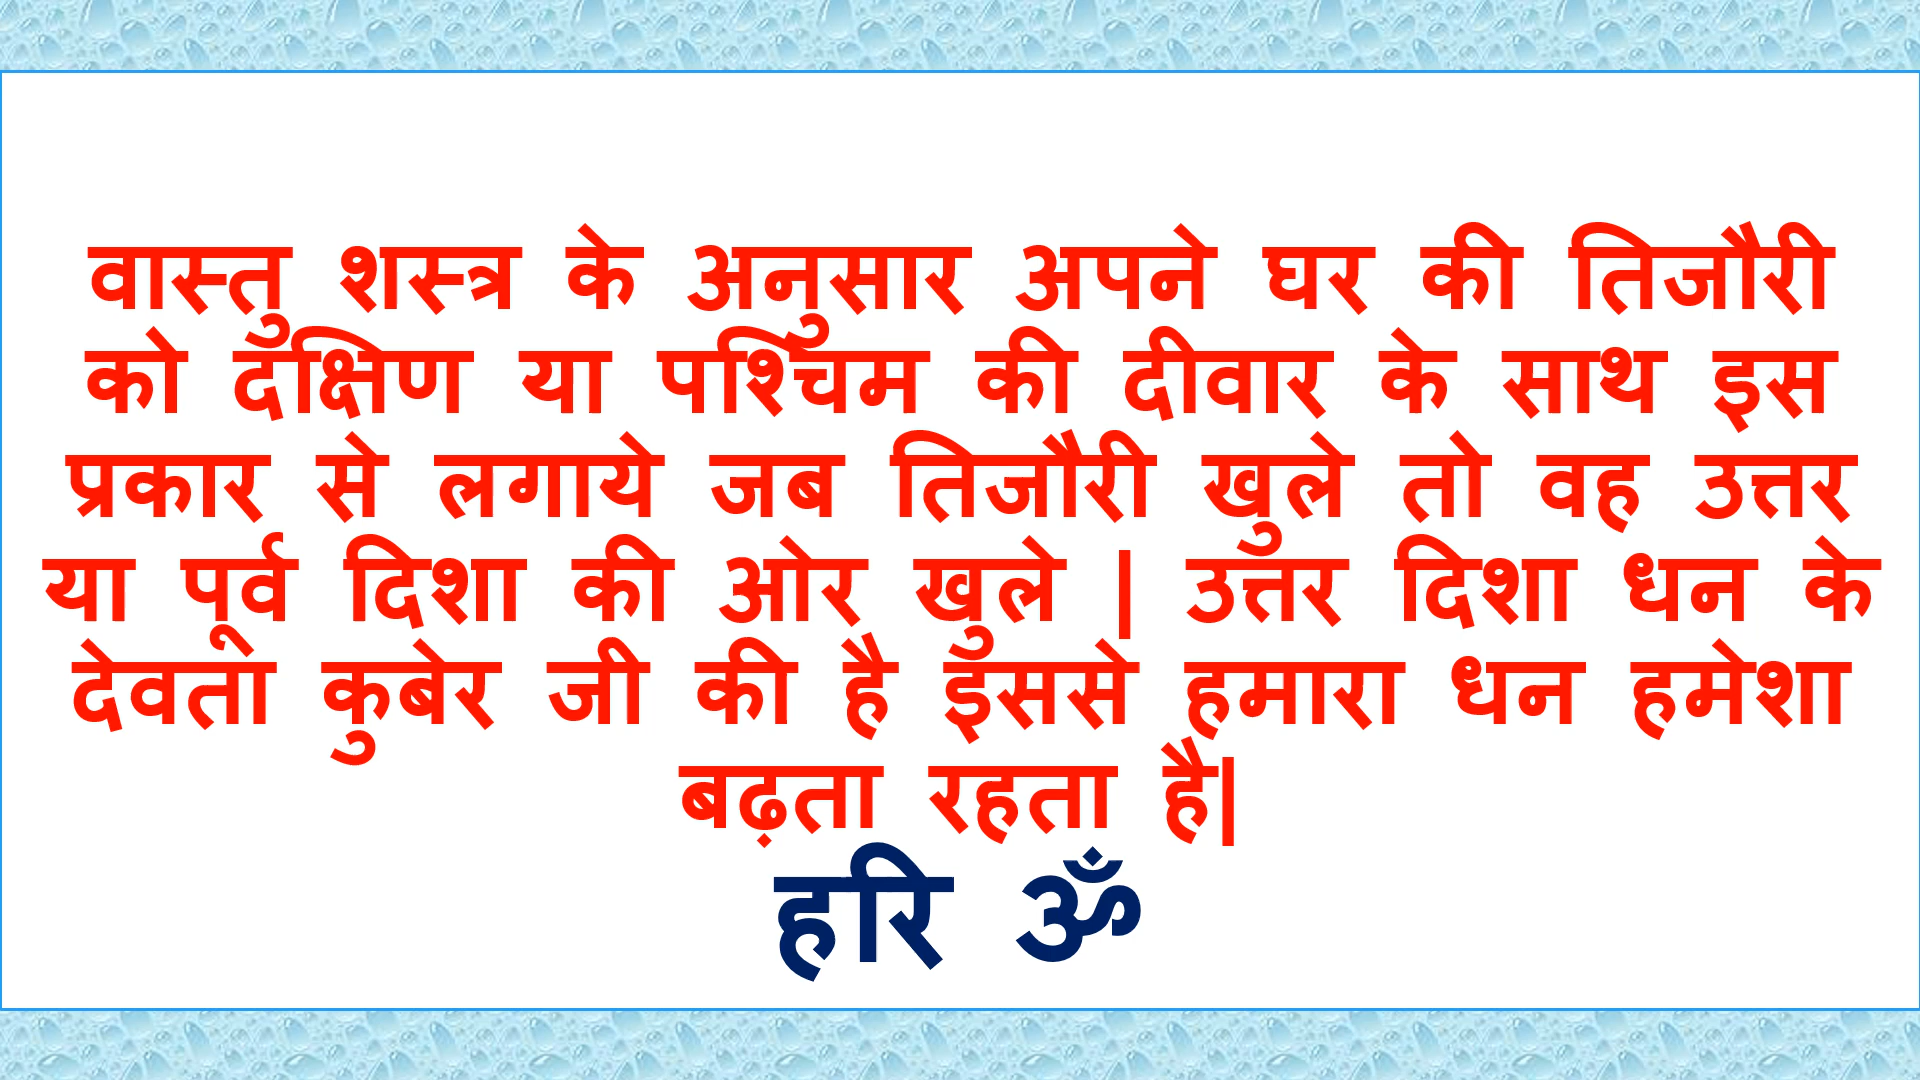 वास्तु शस्त्र के अनुसार अपने घर की तिजौरी
को दक्षिण या पश्चिम की दीवार के साथ इस
प्रकार से लगाये जब तिजौरी खुले तो वह उत्तर
या पूर्व दिशा की ओर खुले | उत्तर दिशा धन के
देवता कुबेर जी की है इससे हमारा धन हमेशा
बढ़ता रहता है|
हरि ॐ